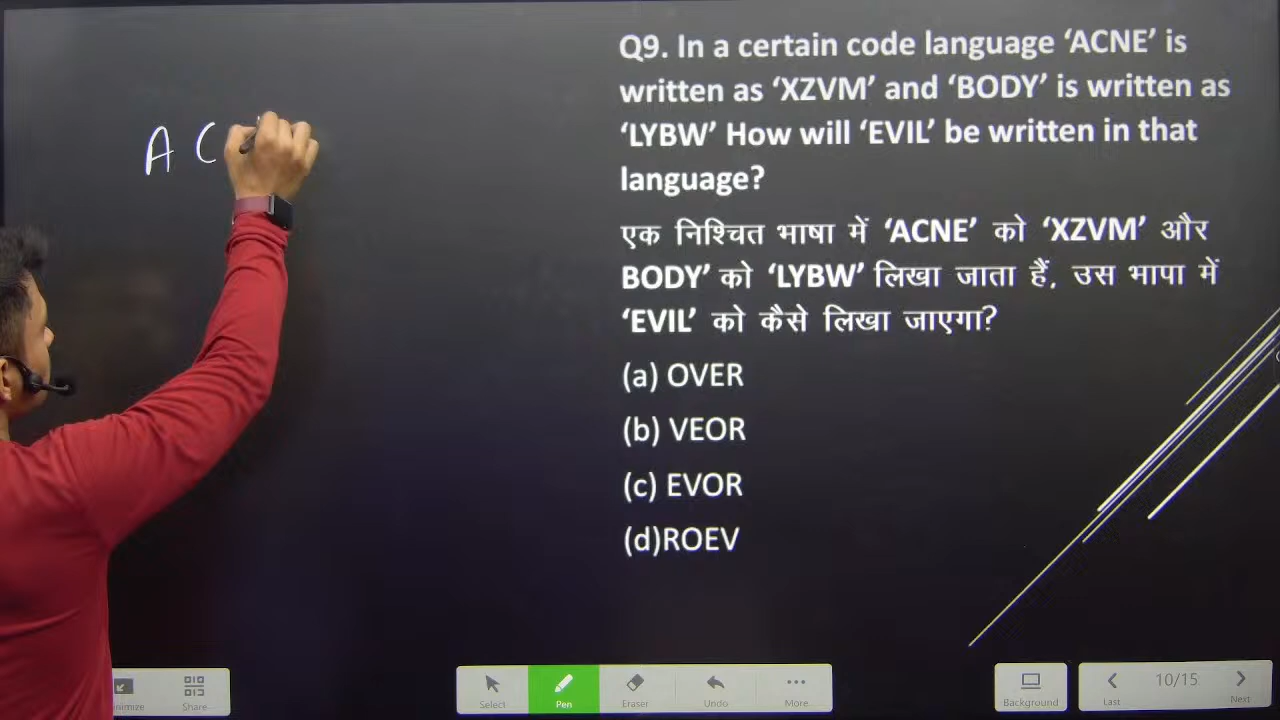 A C
Q9. In a certain code language ‘ACNE’ is
written as ‘XZVM’ and ‘BODY’ is written as
‘LYBW’ How will ‘EVIL’ be written in that
language?
एक निश्चित भाषा में ‘ACNE’ को ‘XZVM’ और
BODY’ को ‘LYBW’ लिखा जाता हैं, उस भापा में
‘EVIL’ को कैसे लिखा जाएगा?
(a) OVER
(b) VEOR
(c) EVOR
(d)ROEV
Share
Select
Pen
Eraser
Undo
More
Background
Last
10/15
Next